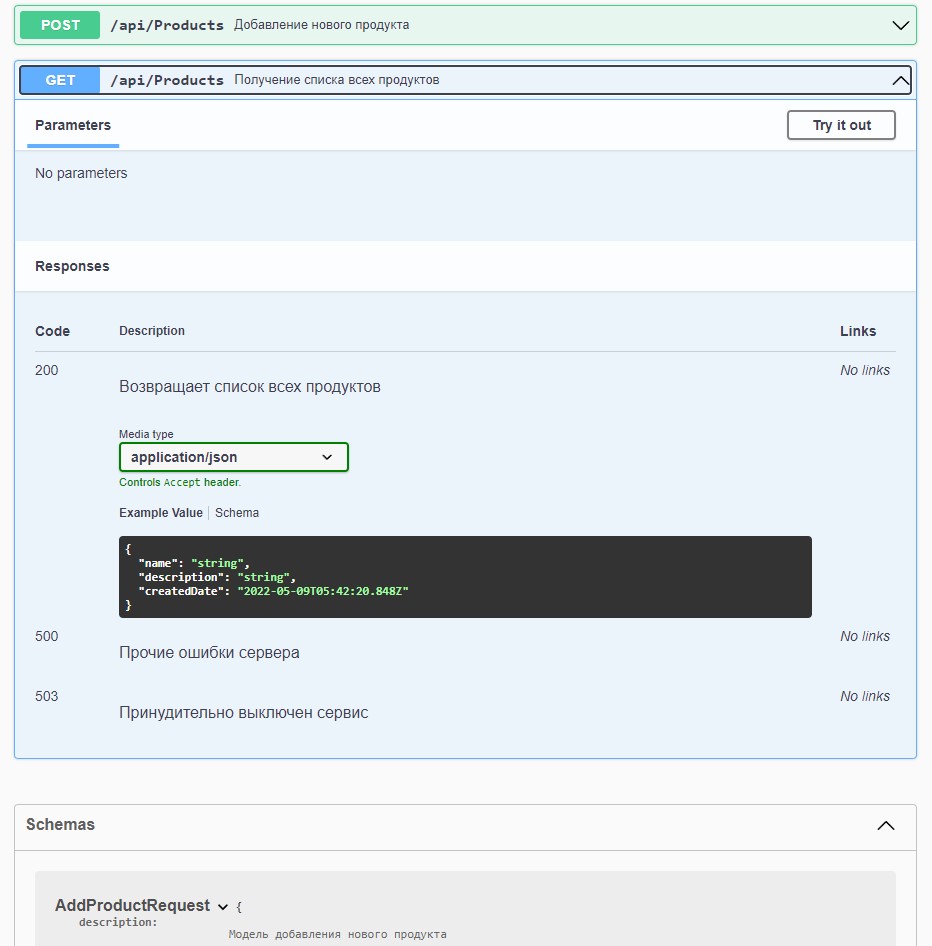 POST /api/Products Добавление нового продукта
GET /api/Products Получение списка всех продуктов
Parameters Try it out
No parameters
Responses
Code Description Links
200 No links
Возвращает список всех продуктов
Media type
application/json
Controls Accept header.
Example Value Schema
{
"name": "string",
"description": "string",
"createdDate": "2022-05-09T05:42:20.848Z"
}
500 No links
Прочие ошибки сервера
503 No links
Принудительно выключен сервис
Schemas
AddProductRequest {
description:
Модель добавления нового продукта